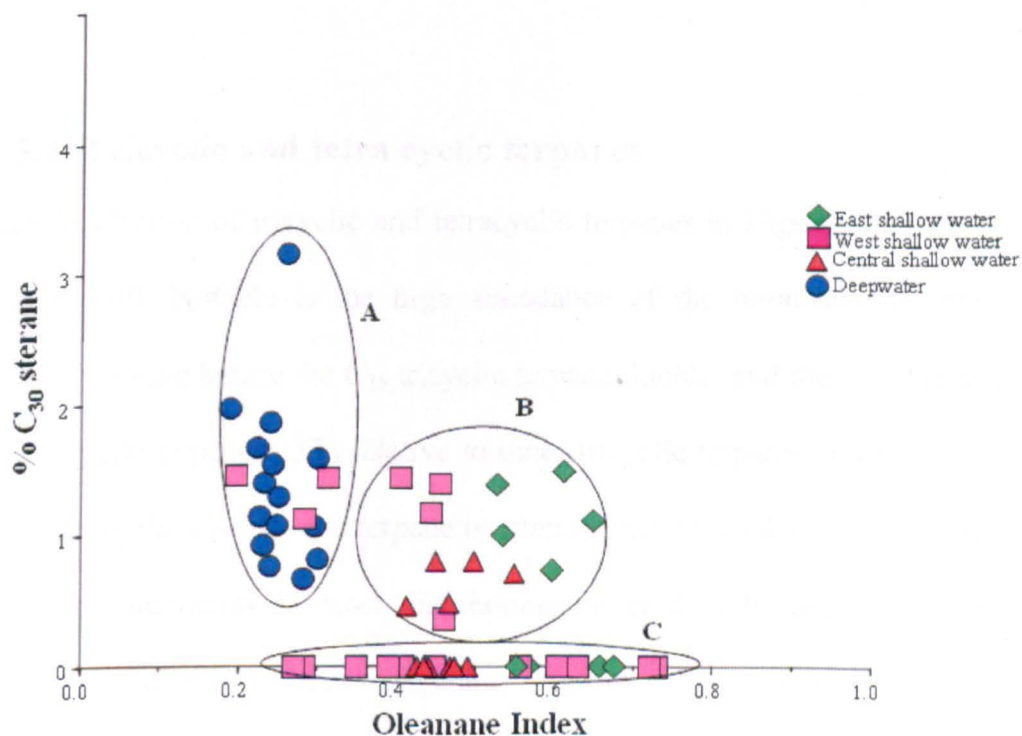 % C30 sterane
4
3
2
1
0
0.0 0.2 0.4 0.6 0.8 1.0
Oleanane Index
A
B
C
East shallow water
West shallow water
Central shallow water
Deepwater